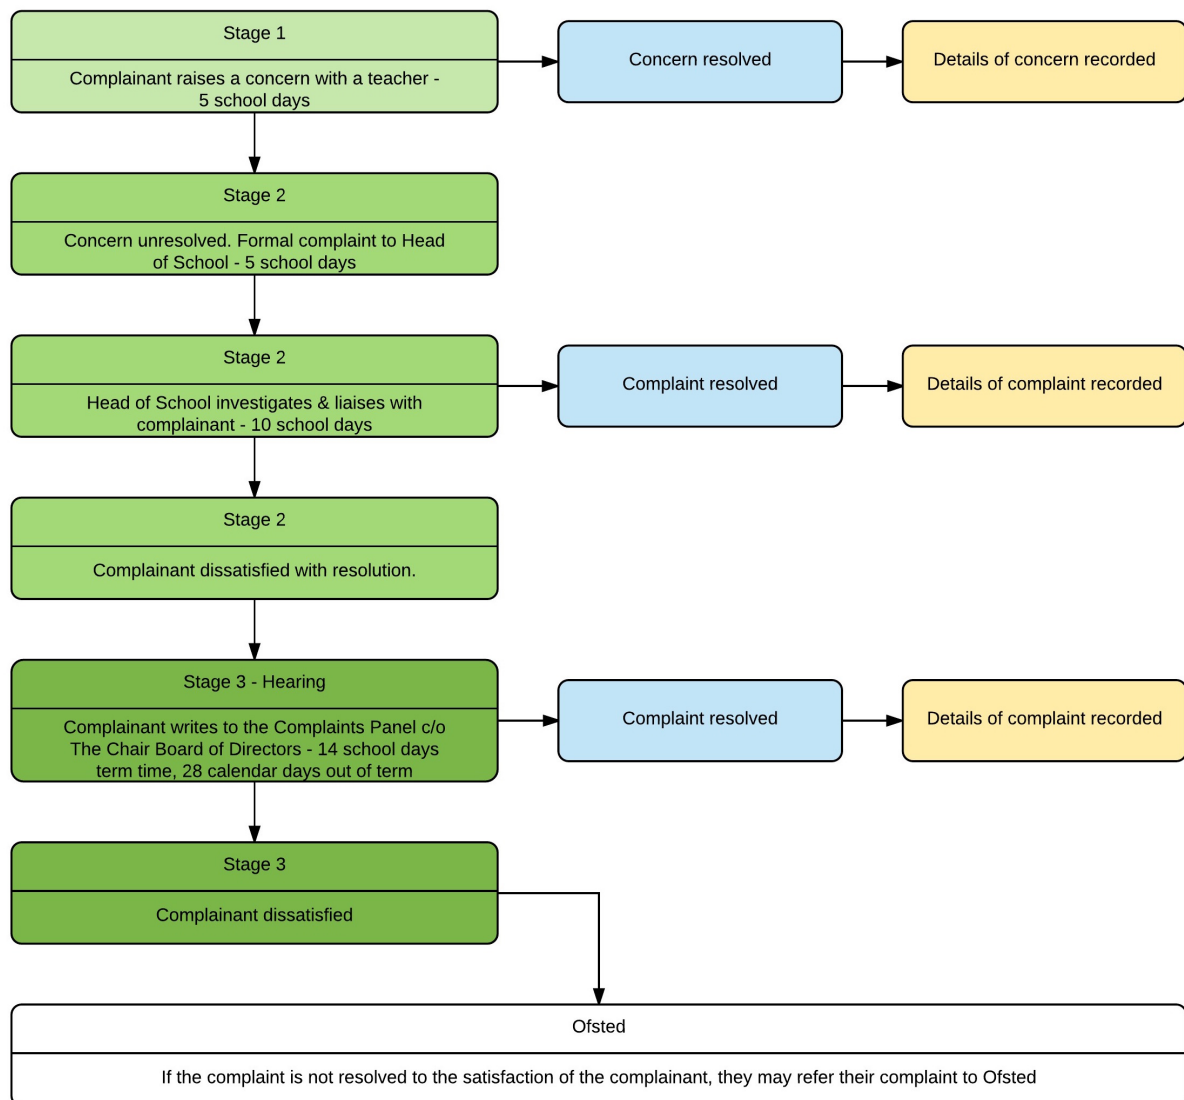 Stage 1
Complainant raises a concern with a teacher -
5 school days
Concern resolved
Details of concern recorded
Stage 2
Concern unresolved. Formal complaint to Head
of School - 5 school days
Stage 2
Head of School investigates & liaises with
complainant - 10 school days
Complaint resolved
Details of complaint recorded
Stage 2
Complainant dissatisfied with resolution.
Stage 3 - Hearing
Complainant writes to the Complaints Panel c/o
The Chair Board of Directors - 14 school days
term time, 28 calendar days out of term
Complaint resolved
Details of complaint recorded
Stage 3
Complainant dissatisfied
Ofsted
If the complaint is not resolved to the satisfaction of the complainant, they may refer their complaint to Ofsted